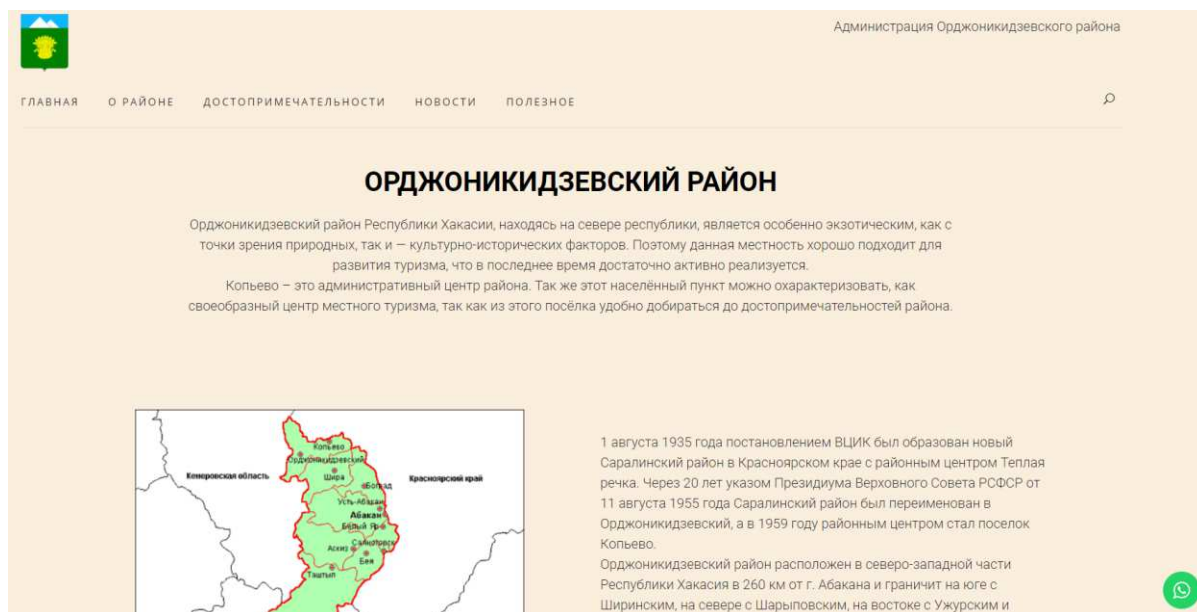 Администрация Орджоникидзевского района
ГЛАВНАЯ О РАЙОНЕ ДОСТОПРИМЕЧАТЕЛЬНОСТИ НОВОСТИ ПОЛЕЗНОЕ
ОРДЖОНИКИДЗЕВСКИЙ РАЙОН
Орджоникидзевский район Республики Хакасии, находясь на севере республики, является особенно экзотическим, как с
точки зрения природных, так и — культурно-исторических факторов. Поэтому данная местность хорошо подходит для
развития туризма, что в последнее время достаточно активно реализуется.
Копьево – это административный центр района. Так же этот населённый пункт можно охарактеризовать, как
своеобразный центр местного туризма, так как из этого посёлка удобно добираться до достопримечательностей района.
Копьево
Орджоникидзевский
Кемеровская область
Шира
Красноярский край
Боград
Усть-Абакан
Абакан
Белый Яр
Саяногорск
Аскиз
Бея
Таштып
1 августа 1935 года постановлением ВЦИК был образован новый
Саралинский район в Красноярском крае с районным центром Теплая
речка. Через 20 лет указом Президиума Верховного Совета РСФСР от
11 августа 1955 года Саралинский район был переименован в
Орджоникидзевский, а в 1959 году районным центром стал поселок
Копьево.
Орджоникидзевский район расположен в северо-западной части
Республики Хакасия в 260 км от г. Абакана и граничит на юге с
Ширинским, на севере с Шарыповским, на востоке с Ужурским и